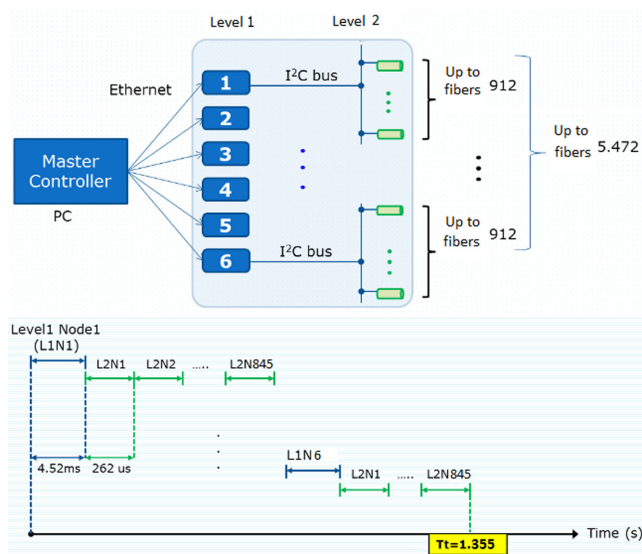 Level 1 Level 2
Ethernet
I²C bus
1
2
3
4
5
6
Master
Controller
PC
I²C bus
Up to
fibers 912
Up to
fibers 5.472
Up to
fibers 912
Level1 Node1
(L1N1)
L2N1 L2N2 ..... L2N845
4.52ms 262 us
L1N6
L2N1 ..... L2N845
Time (s)
Tt=1.355